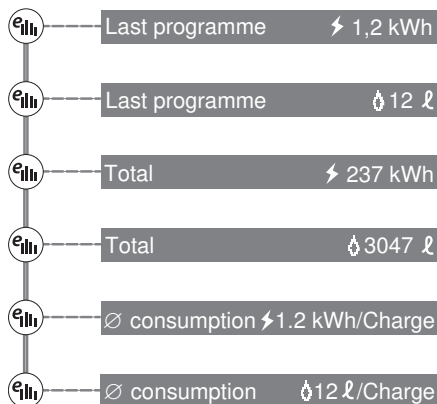 e Last programme 1,2 kWh
e Last programme 12 ℓ
e Total 237 kWh
e Total 3047 ℓ
e ∅ consumption 1.2 kWh/Charge
e ∅ consumption 12 ℓ/Charge